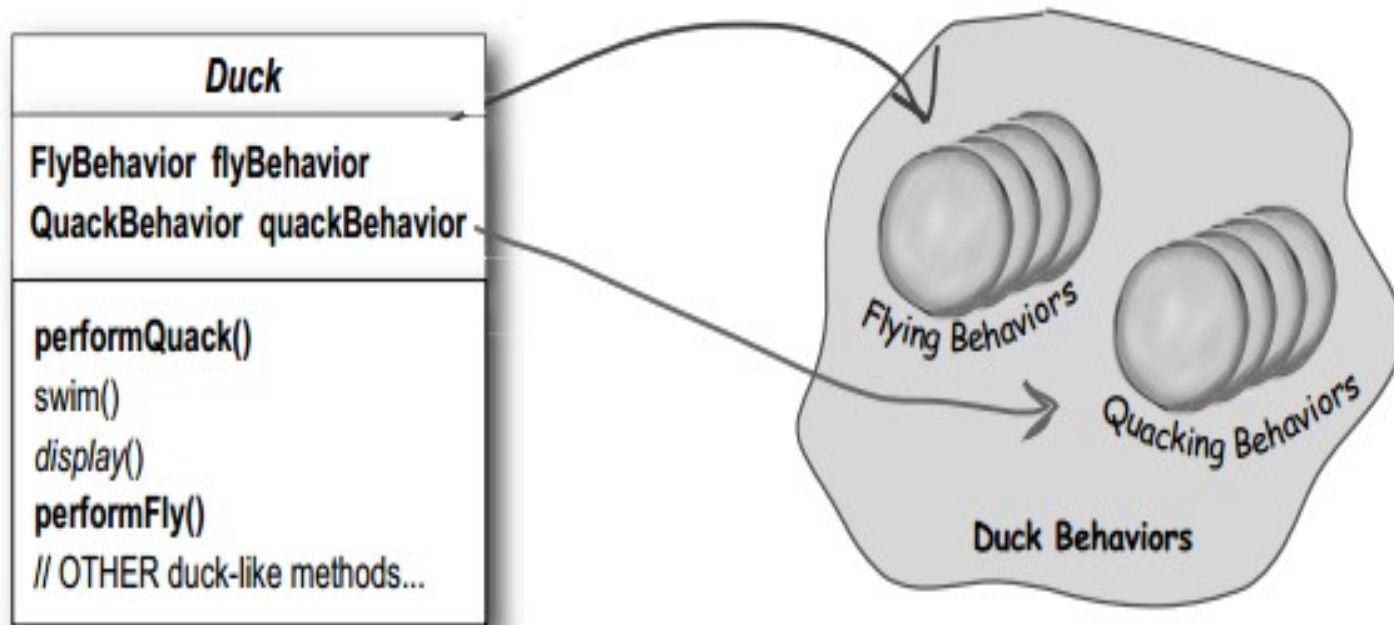 Duck
FlyBehavior flyBehavior
QuackBehavior quackBehavior
performQuack()
swim()
display()
performFly()
// OTHER duck-like methods...
Flying Behaviors
Quacking Behaviors
Duck Behaviors